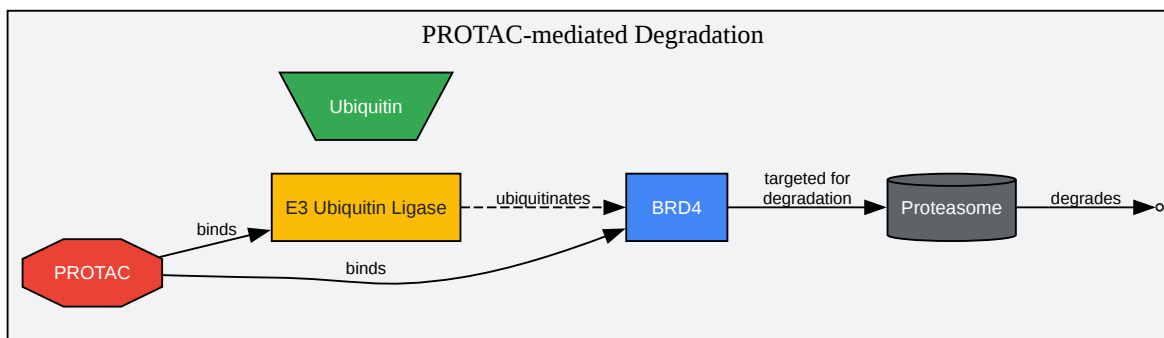 PROTAC-mediated Degradation
Ubiquitin
E3 Ubiquitin Ligase
ubiquitinates
BRD4
targeted for
degradation
Proteasome
degrades
binds
PROTAC
binds